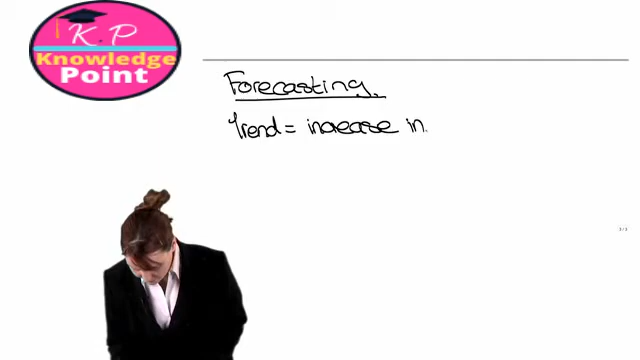 K.P
Knowledge
Point
Forecasting.
Trend = increase in